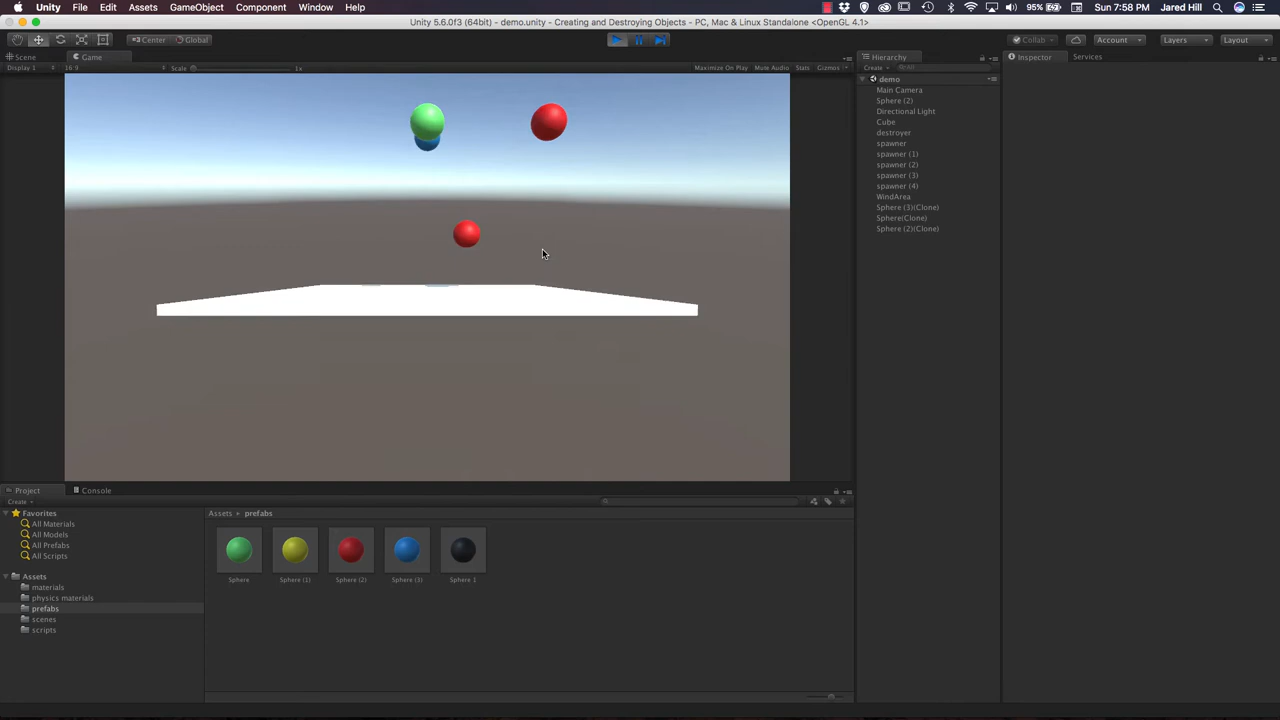 Unity File Edit Assets GameObject Component Window Help 95% Sun 7:58 PM Jared Hill
Unity 5.6.0f3 (64bit) - demo.unity - Creating and Destroying Objects - PC, Mac & Linux Standalone <OpenGL 4.1>
Center Global Collab Account Layers Layout
Scene Game Hierarchy Inspector Services
Display 1 16:9 Scale 1x Maximize On Play Mute Audio Stats Gizmos Create All
demo
Main Camera
Sphere (2)
Directional Light
Cube
destroyer
spawner
spawner (1)
spawner (2)
spawner (3)
spawner (4)
WindArea
Sphere (3)(Clone)
Sphere(Clone)
Sphere (2)(Clone)
Project Console
Create
Favorites
All Materials
All Models
All Prefabs
All Scripts
Assets
materials
physics materials
prefabs
scenes
scripts
Assets prefabs
Sphere Sphere (1) Sphere (2) Sphere (3) Sphere 1